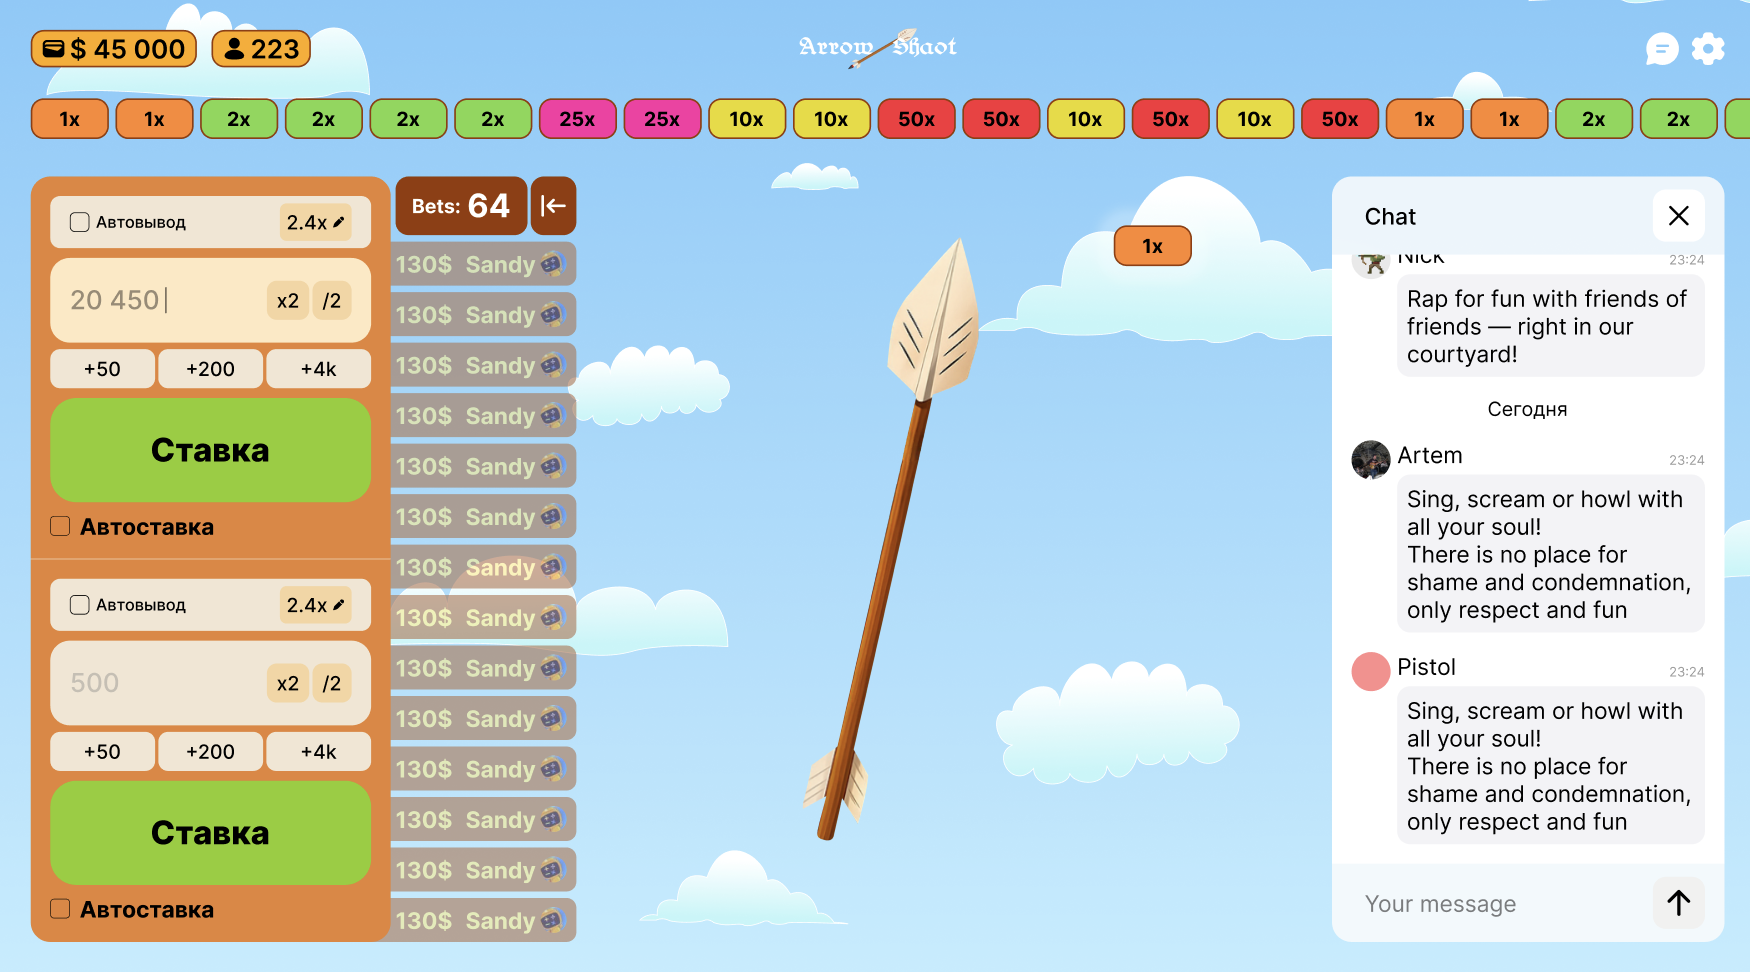 $ 45 000
223
Arrow Shaot
1x 1x 2x 2x 2x 2x 25x 25x 10x 10x 50x 50x 10x 50x 10x 50x 1x 1x 2x 2x
Автовывод 2.4x
20 450
x2 /2
+50 +200 +4k
Ставка
Автоставка
Автовывод 2.4x
500
x2 /2
+50 +200 +4k
Ставка
Автоставка
Bets: 64
130$ Sandy
130$ Sandy
130$ Sandy
130$ Sandy
130$ Sandy
130$ Sandy
130$ Sandy
130$ Sandy
130$ Sandy
130$ Sandy
130$ Sandy
130$ Sandy
130$ Sandy
130$ Sandy
1x
Chat
Nick 23:24
Rap for fun with friends of
friends — right in our
courtyard!
Сегодня
Artem 23:24
Sing, scream or howl with
all your soul!
There is no place for
shame and condemnation,
only respect and fun
Pistol 23:24
Sing, scream or howl with
all your soul!
There is no place for
shame and condemnation,
only respect and fun
Your message